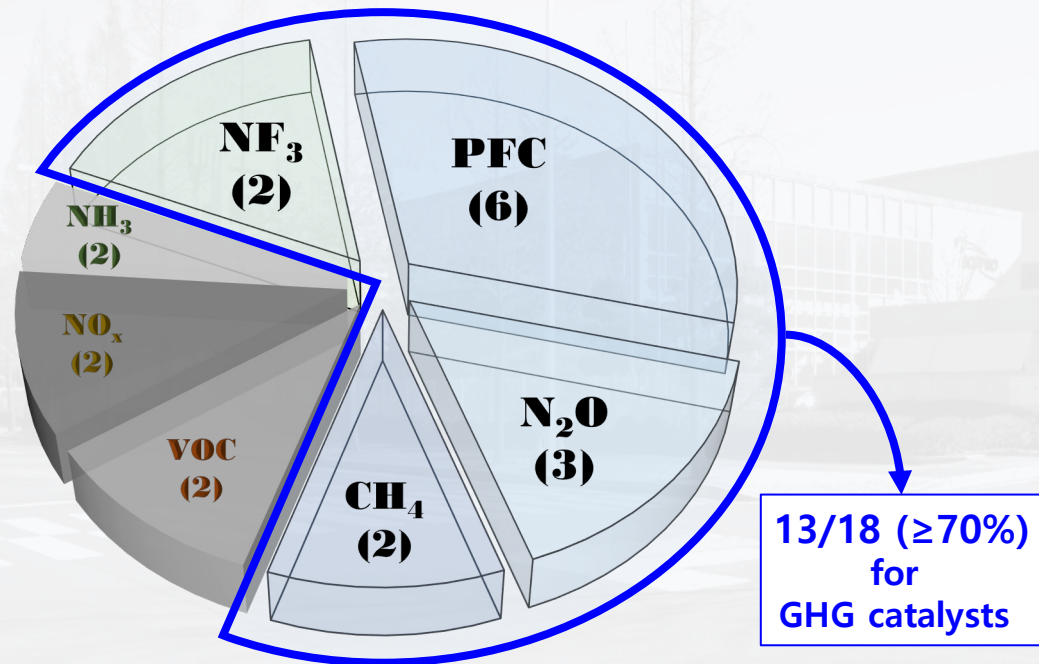 NF₃
(2)
PFC
(6)
NH₃
(2)
NOₓ
(2)
N₂O
(3)
VOC
(2)
CH₄
(2)
13/18 (≥70%)
for
GHG catalysts